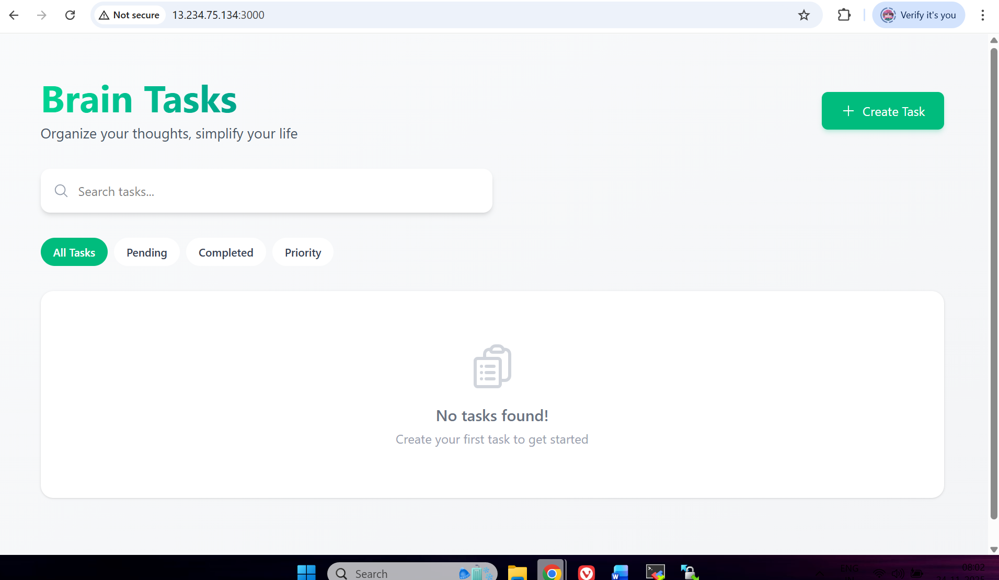 Not secure
13.234.75.134:3000
Verify it's you
Brain Tasks
Organize your thoughts, simplify your life
Create Task
Search tasks...
All Tasks
Pending
Completed
Priority
No tasks found!
Create your first task to get started
Search
ENG
08:02